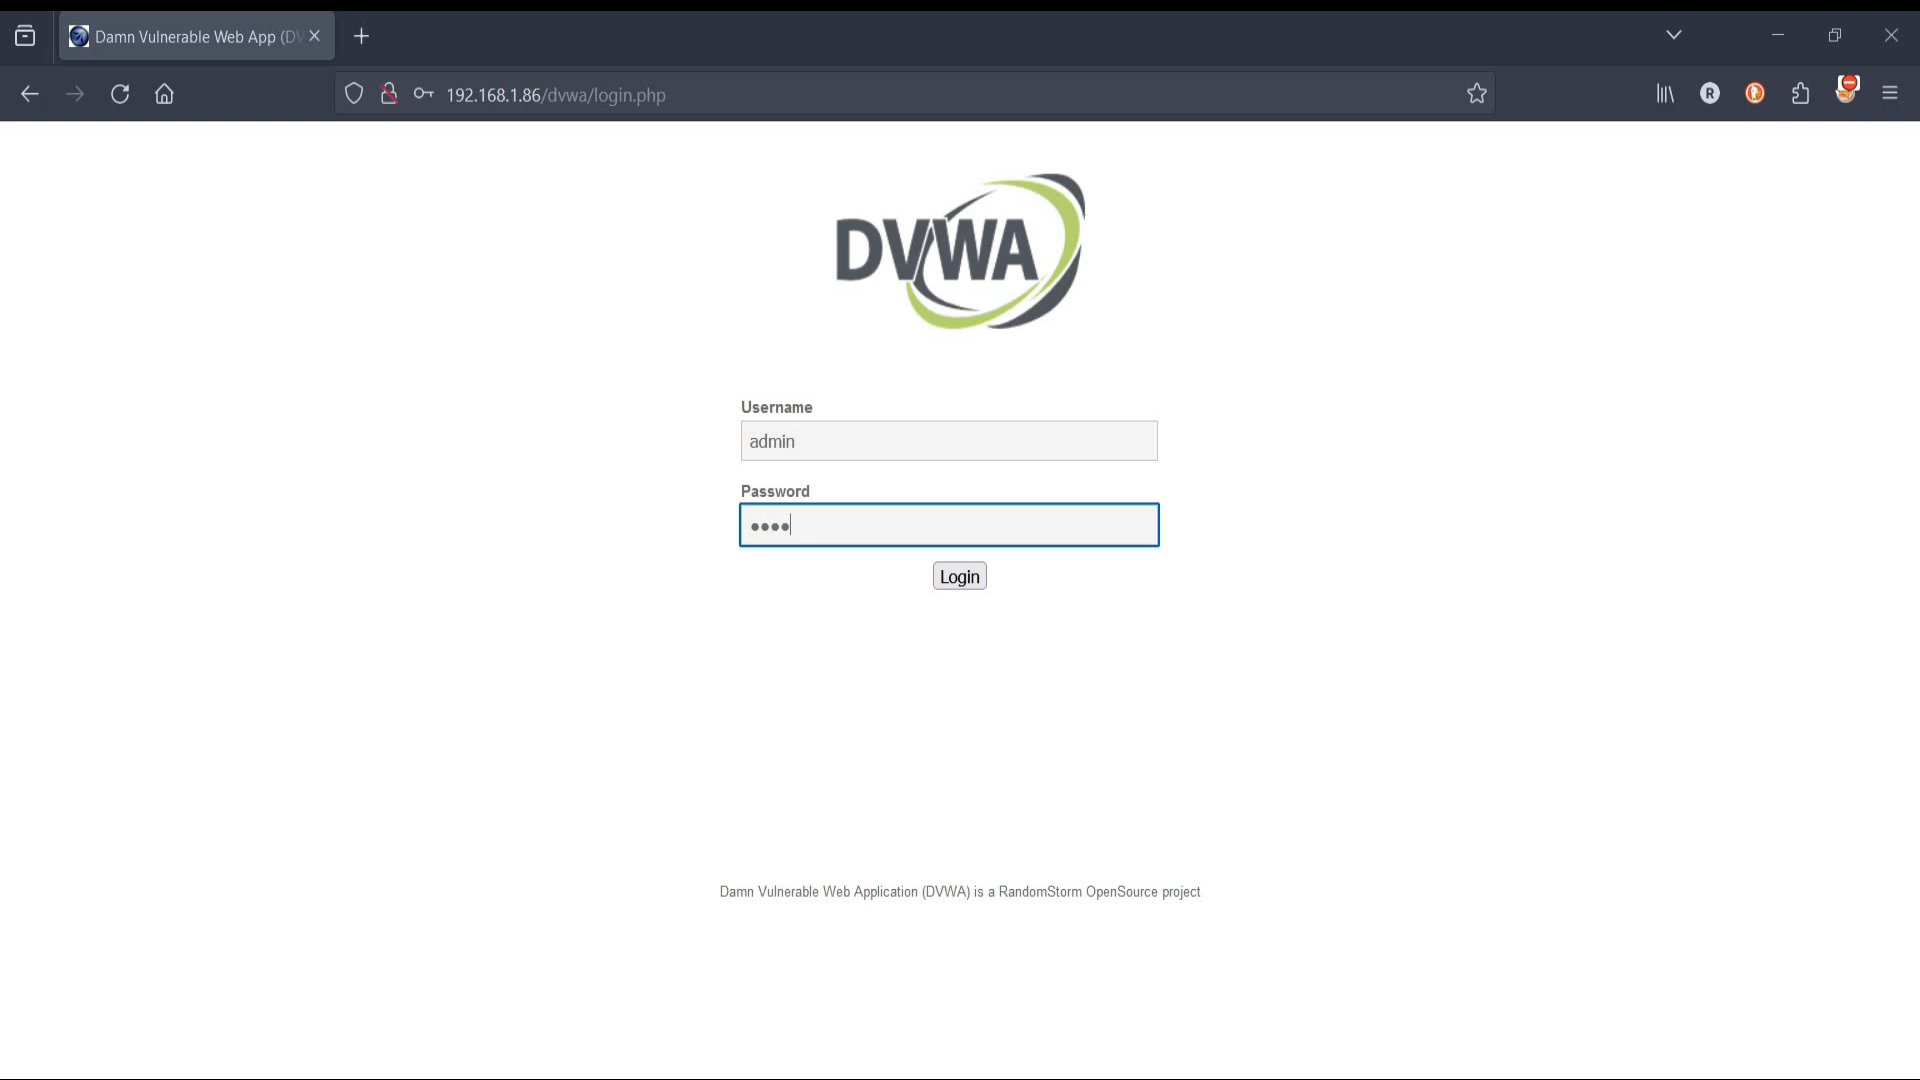 Damn Vulnerable Web App (DV
192.168.1.86/dvwa/login.php
R
DVWA
Username
admin
Password
••••
Login
Damn Vulnerable Web Application (DVWA) is a RandomStorm OpenSource project